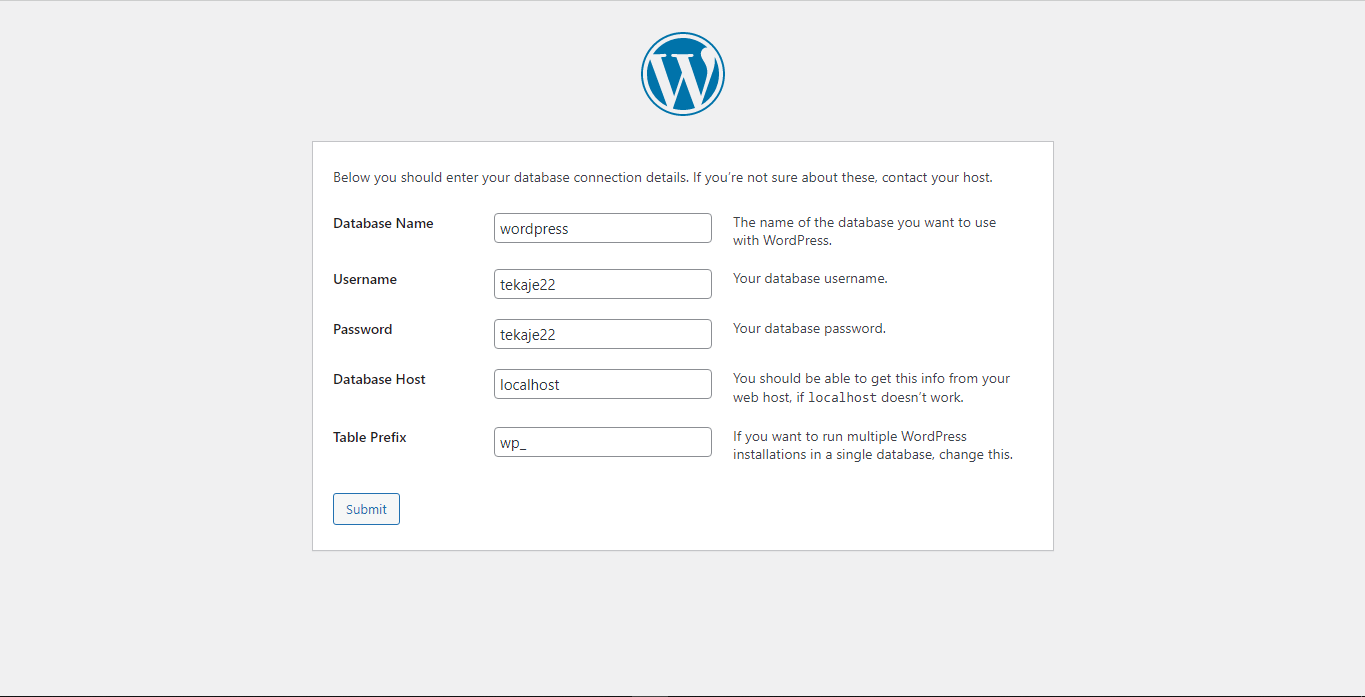 Below you should enter your database connection details. If you’re not sure about these, contact your host.
Database Name
wordpress
The name of the database you want to use
with WordPress.
Username
tekaje22
Your database username.
Password
tekaje22
Your database password.
Database Host
localhost
You should be able to get this info from your
web host, if localhost doesn’t work.
Table Prefix
wp_
If you want to run multiple WordPress
installations in a single database, change this.
Submit